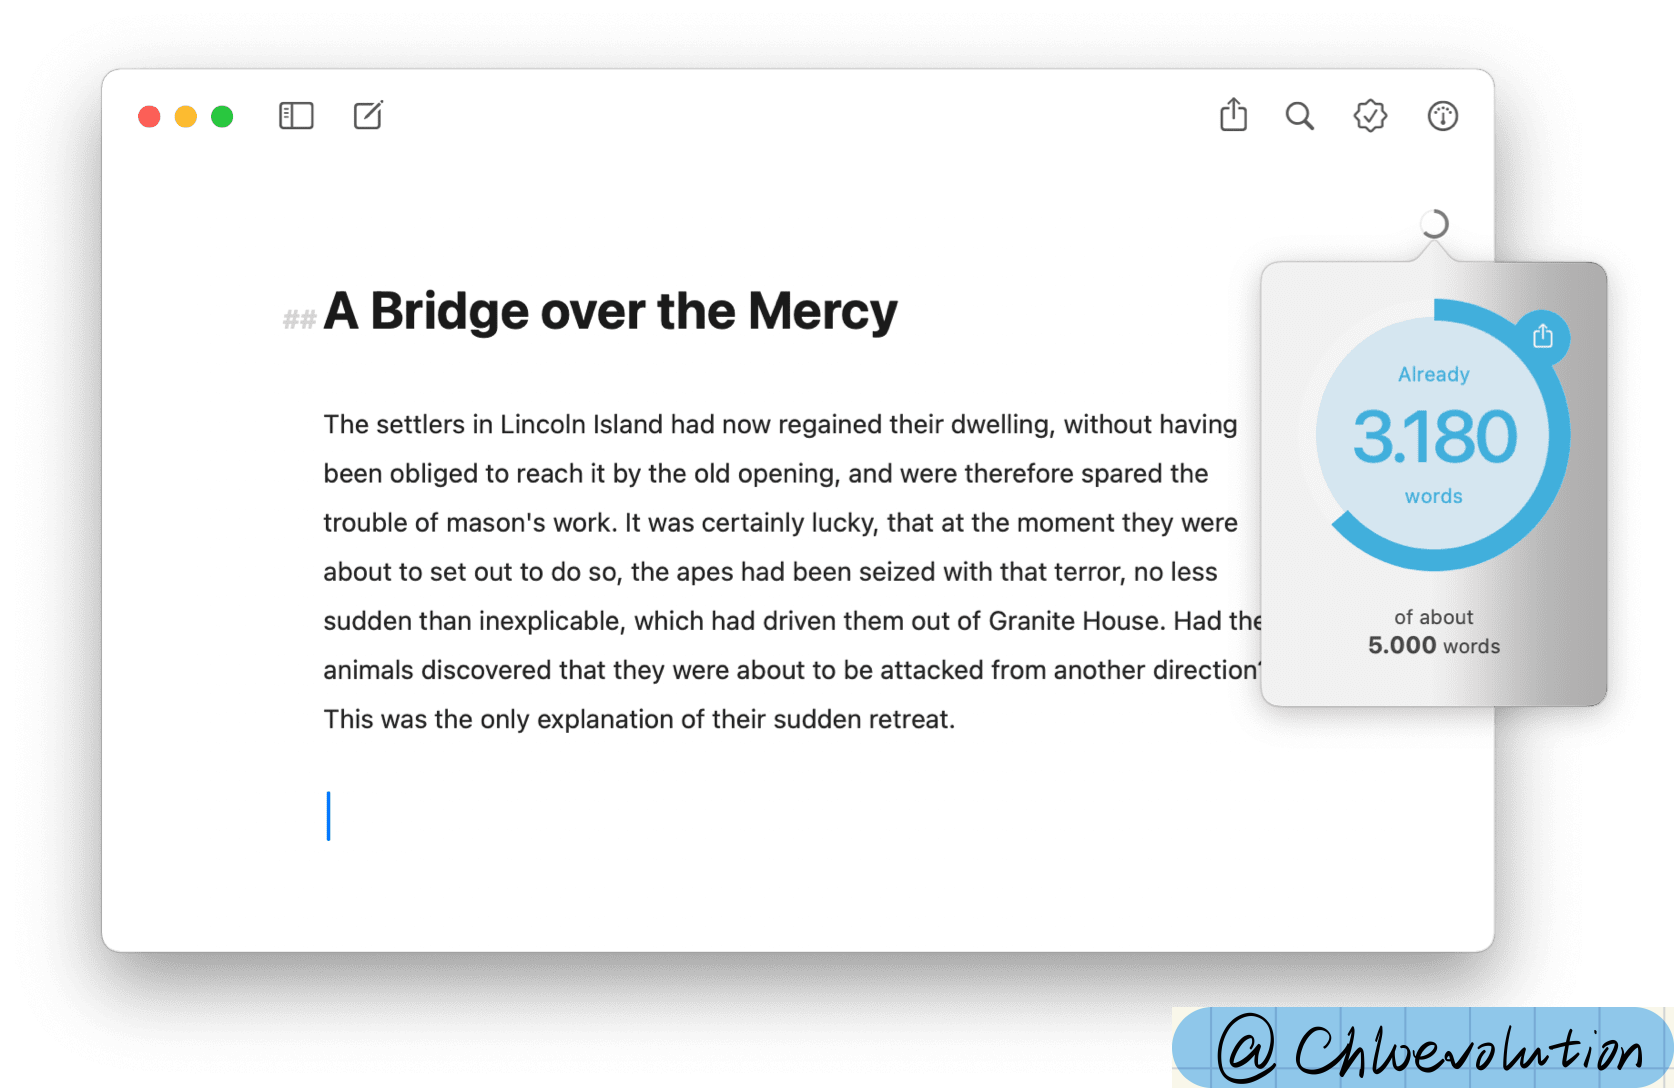 ## A Bridge over the Mercy
The settlers in Lincoln Island had now regained their dwelling, without having
been obliged to reach it by the old opening, and were therefore spared the
trouble of mason's work. It was certainly lucky, that at the moment they were
about to set out to do so, the apes had been seized with that terror, no less
sudden than inexplicable, which had driven them out of Granite House. Had the
animals discovered that they were about to be attacked from another direction?
This was the only explanation of their sudden retreat.
Already
3.180
words
of about
5.000 words
@Chloevolution